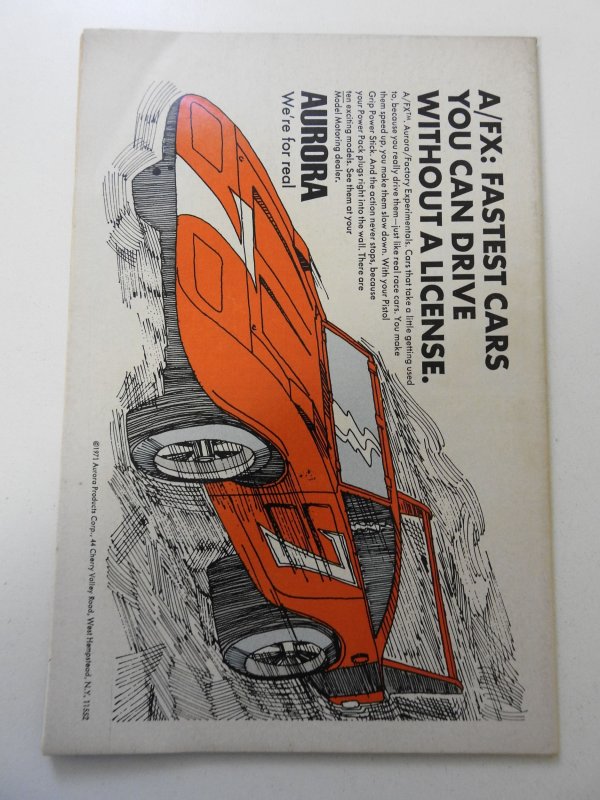 A/FX: FASTEST CARS
YOU CAN DRIVE
WITHOUT A LICENSE.
A/FX™. Aurora/Factory Experimentals. Cars that take a little getting used
to, because you really drive them—just like real race cars. You make
them speed up, you make them slow down. With your Pistol
Grip Power Stick. And the action never stops, because
your Power Pack plugs right into the wall. There are
ten exciting models. See them at your
Model Motoring dealer.
AURORA
We're for real
7
©1971 Aurora Products Corp., 44 Cherry Valley Road, West Hempstead, N.Y. 11552